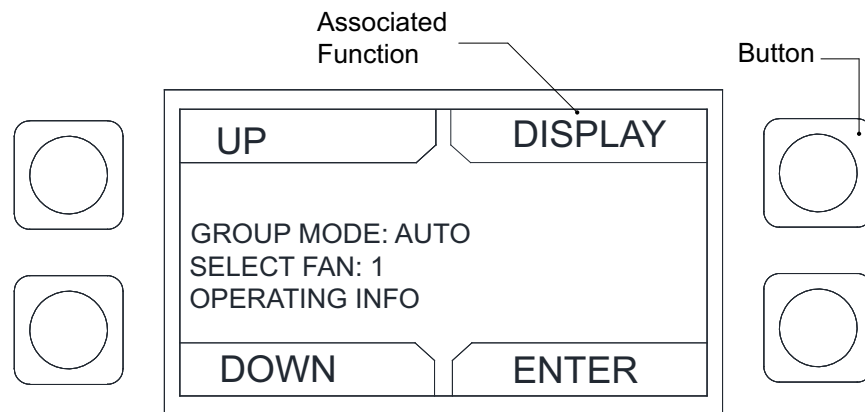 Associated
Function
Button
UP
DISPLAY
GROUP MODE: AUTO
SELECT FAN: 1
OPERATING INFO
DOWN
ENTER